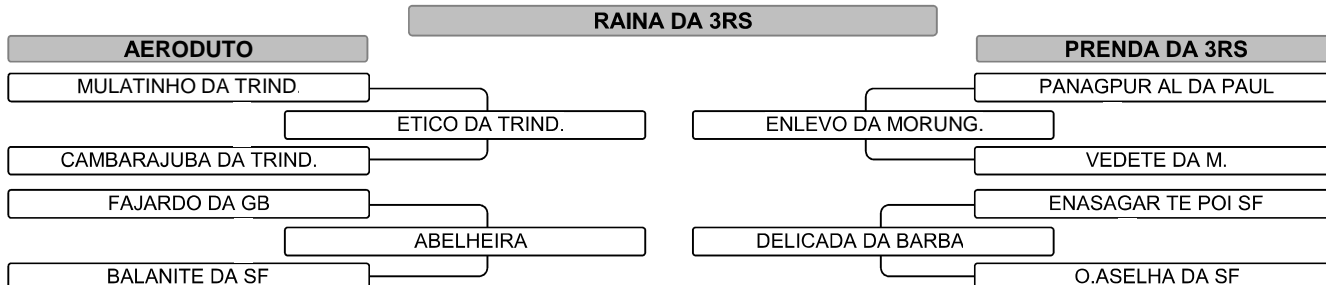 RAINA DA 3RS
AERODUTO
PRENDA DA 3RS
MULATINHO DA TRIND.
PANAGPUR AL DA PAUL
ETICO DA TRIND.
ENLEVO DA MORUNG.
CAMBARAJUBA DA TRIND.
VEDETE DA M.
FAJARDO DA GB
ENASAGAR TE POI SF
ABELHEIRA
DELICADA DA BARBA
BALANITE DA SF
O.ASELHA DA SF